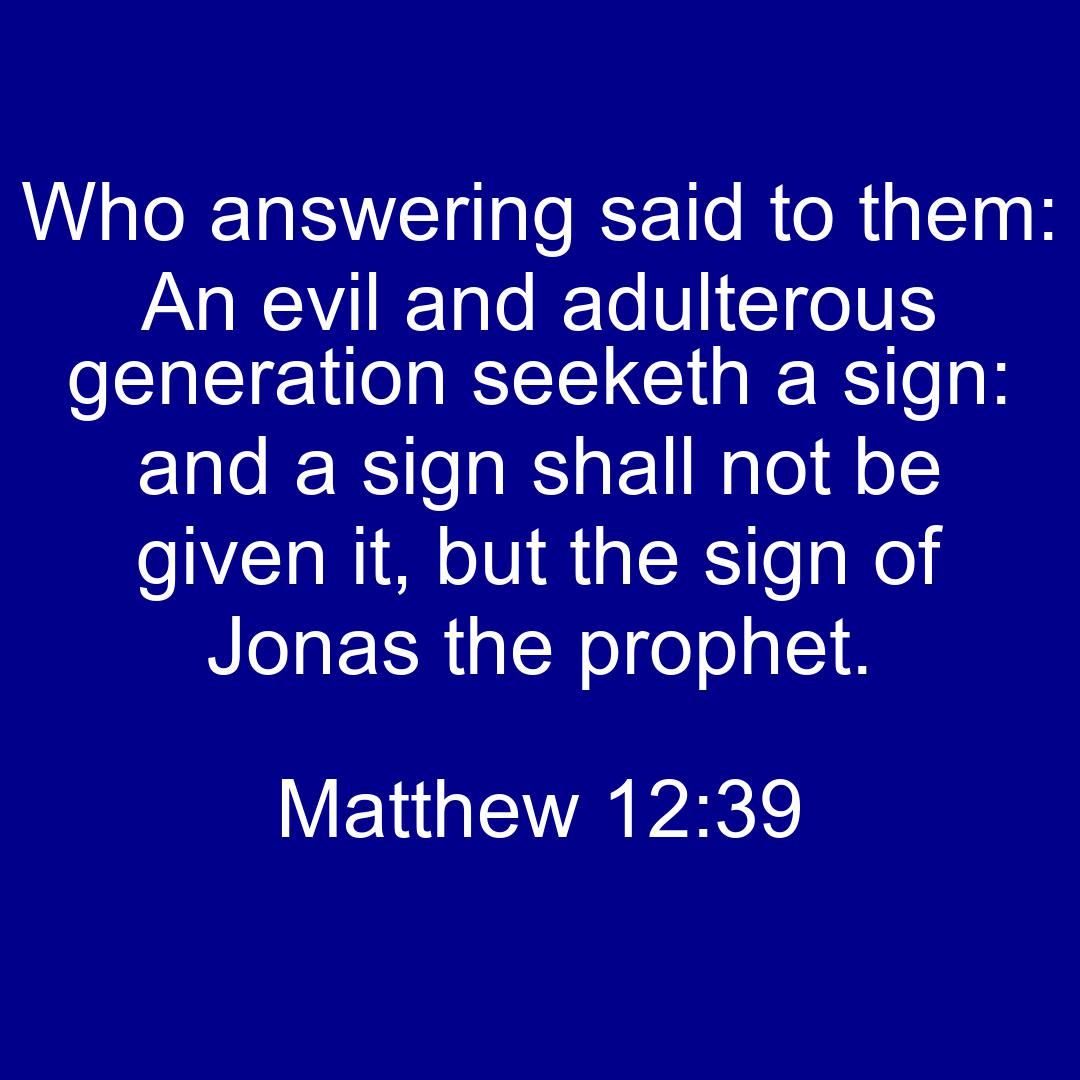 Who answering said to them:
An evil and adulterous
generation seeketh a sign:
and a sign shall not be
given it, but the sign of
Jonas the prophet.
Matthew 12:39